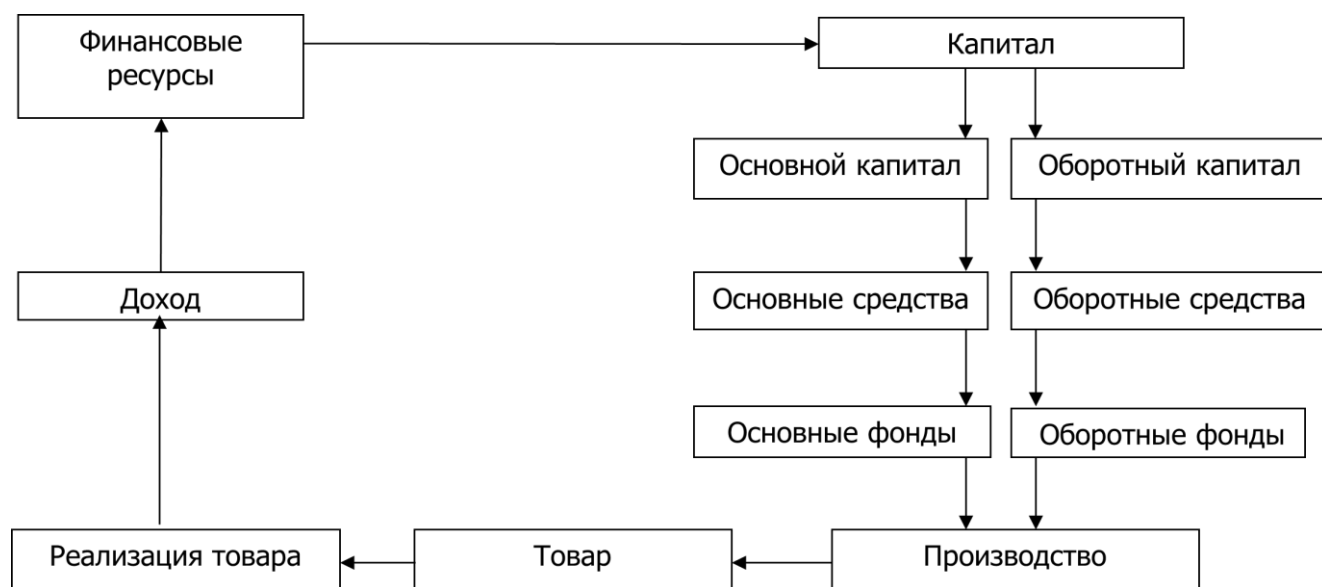 Финансовые
ресурсы
Капитал
Основной капитал
Оборотный капитал
Доход
Основные средства
Оборотные средства
Основные фонды
Оборотные фонды
Реализация товара
Товар
Производство